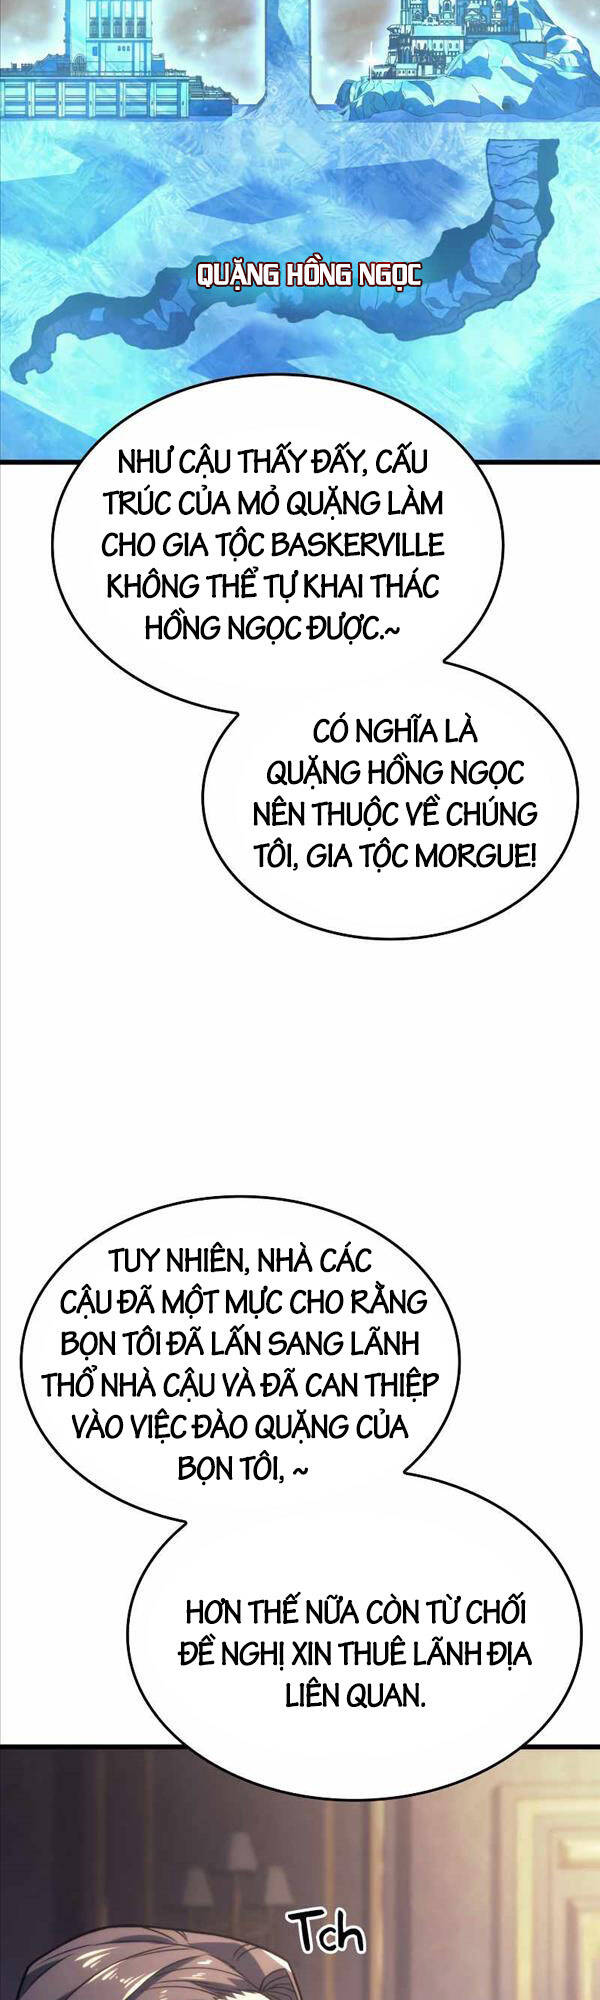 QUẶNG HỒNG NGỌC
NHƯ CẬU THẤY ĐẤY, CẤU
TRÚC CỦA MỎ QUẶNG LÀM
CHO GIA TỘC BASKERVILLE
KHÔNG THỂ TỰ KHAI THÁC
HỒNG NGỌC ĐƯỢC.~
CÓ NGHĨA LÀ
QUẶNG HỒNG NGỌC
NÊN THUỘC VỀ CHÚNG
TÔI, GIA TỘC MORGUE!
TUY NHIÊN, NHÀ CÁC
CẬU ĐÃ MỘT MỰC CHO RẰNG
BỌN TÔI ĐÃ LẤN SANG LÃNH
THỔ NHÀ CẬU VÀ ĐÃ CAN THIỆP
VÀO VIỆC ĐÀO QUẶNG CỦA
BỌN TÔI, ~
HƠN THẾ NỮA CÒN TỪ CHỐI
ĐỀ NGHỊ XIN THUÊ LÃNH ĐỊA
LIÊN QUAN.
Tch